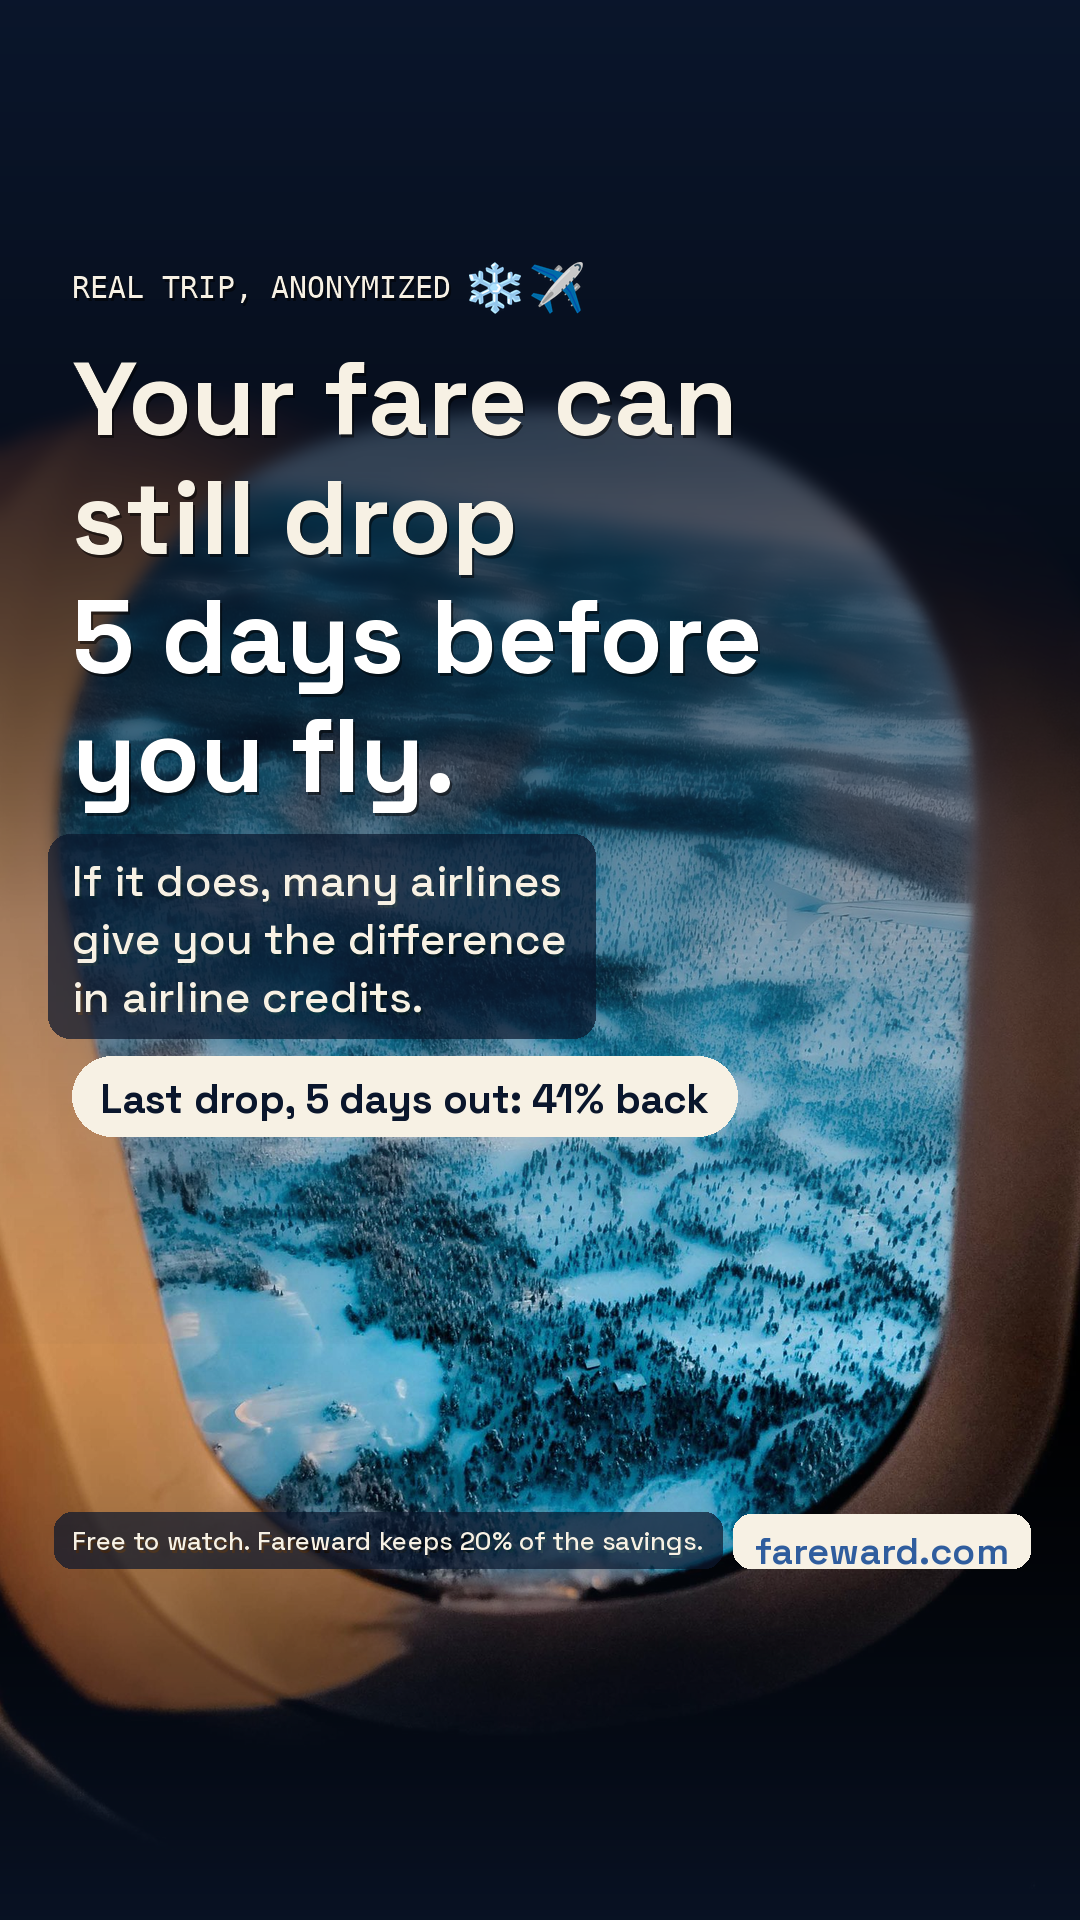 REAL TRIP, ANONYMIZED ❄️✈️
Your fare can
still drop
5 days before
you fly.
If it does, many airlines
give you the difference
in airline credits.
Last drop, 5 days out: 41% back
Free to watch. Fareward keeps 20% of the savings.
fareward.com